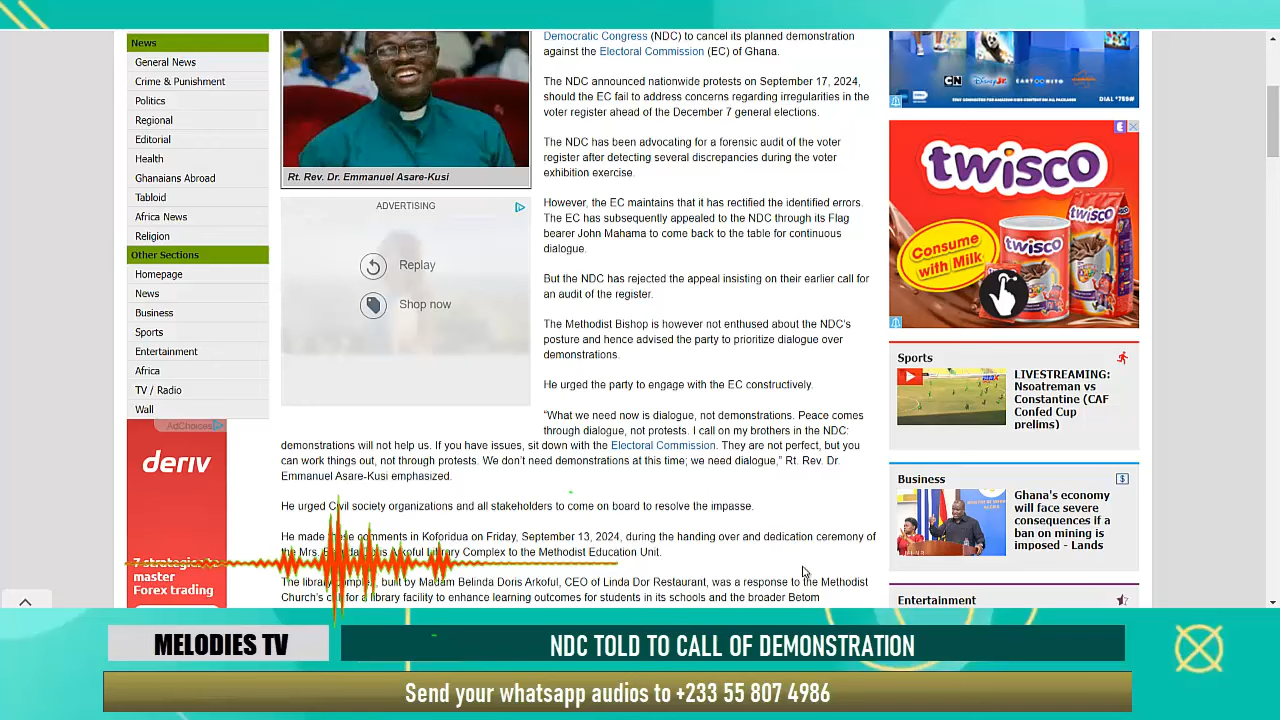 News
General News
Crime & Punishment
Politics
Regional
Editorial
Health
Ghanaians Abroad
Tabloid
Africa News
Religion
Other Sections
Homepage
News
Business
Sports
Entertainment
Africa
TV / Radio
Wall
AdChoices
deriv
7 strategies to
master
Forex trading
Rt. Rev. Dr. Emmanuel Asare-Kusi
ADVERTISING
Replay
Shop now
Democratic Congress (NDC) to cancel its planned demonstration
against the Electoral Commission (EC) of Ghana.
The NDC announced nationwide protests on September 17, 2024,
should the EC fail to address concerns regarding irregularities in the
voter register ahead of the December 7 general elections.
The NDC has been advocating for a forensic audit of the voter
register after detecting several discrepancies during the voter
exhibition exercise.
However, the EC maintains that it has rectified the identified errors.
The EC has subsequently appealed to the NDC through its Flag
bearer John Mahama to come back to the table for continuous
dialogue.
But the NDC has rejected the appeal insisting on their earlier call for
an audit of the register.
The Methodist Bishop is however not enthused about the NDC's
posture and hence advised the party to prioritize dialogue over
demonstrations.
He urged the party to engage with the EC constructively.
"What we need now is dialogue, not demonstrations. Peace comes
through dialogue, not protests. I call on my brothers in the NDC:
demonstrations will not help us. If you have issues, sit down with the Electoral Commission. They are not perfect, but you
can work things out, not through protests. We don't need demonstrations at this time; we need dialogue," Rt. Rev. Dr.
Emmanuel Asare-Kusi emphasized.
He urged Civil society organizations and all stakeholders to come on board to resolve the impasse.
He made these comments in Koforidua on Friday, September 13, 2024, during the handing over and dedication ceremony of
the Mrs. Arkoful Library Complex to the Methodist Education Unit.
The library complex, built by Madam Belinda Doris Arkoful, CEO of Linda Dor Restaurant, was a response to the Methodist
Church's call for a library facility to enhance learning outcomes for students in its schools and the broader Betom
CN Disney Jr. CARTOONITO
DIAL *759#
twisco
Consume
with Milk
twisco
twisco
Sports
LIVESTREAMING:
Nsoatreman vs
Constantine (CAF
Confed Cup
prelims)
Business
Ghana's economy
will face severe
consequences if a
ban on mining is
imposed - Lands
Entertainment
MELODIES TV
NDC TOLD TO CALL OF DEMONSTRATION
Send your whatsapp audios to +233 55 807 4986